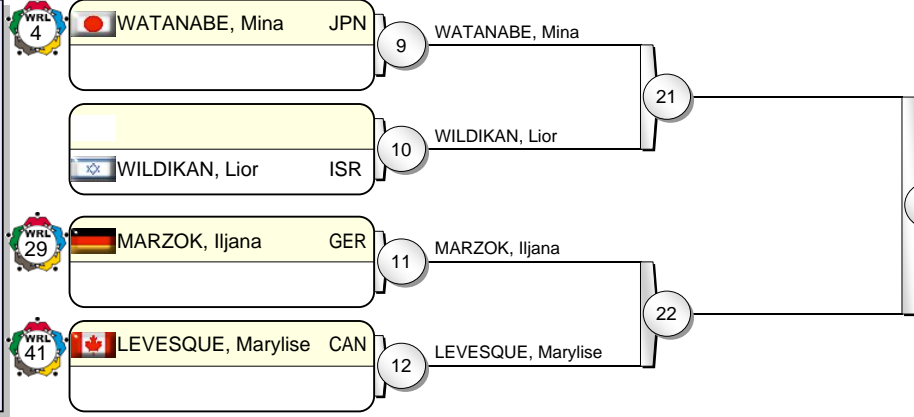 WRL
4
WATANABE, Mina JPN
9
WATANABE, Mina
21
10
WILDIKAN, Lior
WILDIKAN, Lior ISR
WRL
29
MARZOK, Iljana GER
11
MARZOK, Iljana
22
WRL
41
LEVESQUE, Marylise CAN
12
LEVESQUE, Marylise